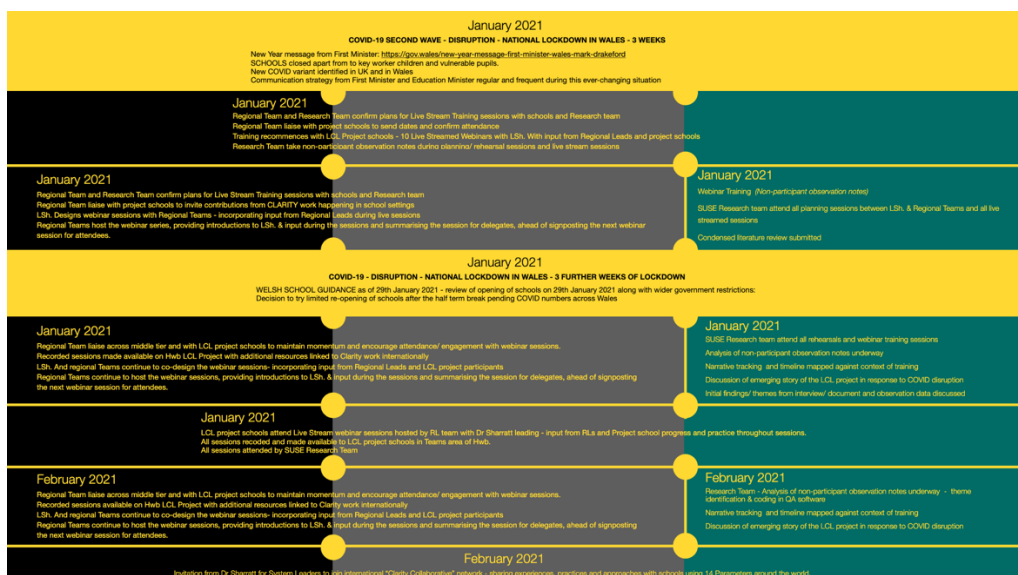 January 2021
COVID-19 SECOND WAVE - DISRUPTION - NATIONAL LOCKDOWN IN WALES - 3 WEEKS
New Year message from First Minister: https://gov.wales/new-year-message-first-minister-wales-mark-drakeford
SCHOOLS closed apart from to key worker children and vulnerable pupils.
New COVID variant identified in UK and in Wales
Communication strategy from First Minister and Education Minister regular and frequent during this ever-changing situation
January 2021
Regional Team and Research Team confirm plans for Live Stream Training sessions with schools and Research team
Regional Team liaise with project schools to send dates and confirm attendance
Training recommences with LCL Project schools - 10 Live Streamed Webinars with LSh. With input from Regional Leads and project schools
Research Team take non-participant observation notes during planning/ rehearsal sessions and live stream sessions
January 2021
Regional Team and Research Team confirm plans for Live Stream Training sessions with schools and Research team
Regional Team liaise with project schools to invite contributions from CLARITY work happening in school settings
LSh. Designs webinar sessions with Regional Teams - incorporating input from Regional Leads during live sessions
Regional Teams host the webinar series, providing introductions to LSh. & input during the sessions and summarising the session for delegates, ahead of signposting the next webinar
session for attendees.
January 2021
Webinar Training (Non-participant observation notes)
SUSE Research team attend all planning sessions between LSh. & Regional Teams and all live
streamed sessions
Condensed literature review submitted
January 2021
COVID-19 - DISRUPTION - NATIONAL LOCKDOWN IN WALES - 3 FURTHER WEEKS OF LOCKDOWN
WELSH SCHOOL GUIDANCE as of 29th January 2021 - review of opening of schools on 29th January 2021 along with wider government restrictions:
Decision to try limited re-opening of schools after the half term break pending COVID numbers across Wales
January 2021
Regional Team liaise across middle tier and with LCL project schools to maintain momentum and encourage attendance/ engagement with webinar sessions.
Recorded sessions made available on Hwb LCL Project with additional resources linked to Clarity work internationally
LSh. And regional Teams continue to co-design the webinar sessions- incorporating input from Regional Leads and LCL project participants
Regional Teams continue to host the webinar sessions, providing introductions to LSh. & input during the sessions and summarising the session for delegates, ahead of signposting
the next webinar session for attendees.
January 2021
SUSE Research team attend all rehearsals and webinar training sessions
Analysis of non-participant observation notes underway
Narrative tracking and timeline mapped against context of training
Discussion of emerging story of the LCL project in response to COVID disruption
Initial findings/ themes from interview/ document and observation data discussed
January 2021
LCL project schools attend Live Stream webinar sessions hosted by RL team with Dr Sharratt leading - input from RLs and Project school progress and practice throughout sessions.
All sessions recoded and made available to LCL project schools in Teams area of Hwb.
All sessions attended by SUSE Research Team
February 2021
Regional Team liaise across middle tier and with LCL project schools to maintain momentum and encourage attendance/ engagement with webinar sessions.
Recorded sessions available on Hwb LCL Project with additional resources linked to Clarity work internationally
LSh. And regional Teams continue to co-design the webinar sessions- incorporating input from Regional Leads and LCL project participants
Regional Teams continue to host the webinar sessions, providing introductions to LSh. & input during the sessions and summarising the session for delegates, ahead of signposting
the next webinar session for attendees.
February 2021
Research Team - Analysis of non-participant observation notes underway - theme
identification & coding in QA software
Narrative tracking and timeline mapped against context of training
Discussion of emerging story of the LCL project in response to COVID disruption
February 2021
Invitation from Dr Sharratt for System Leaders to join international "Clarity Collaborative" network - sharing experiences, practices and approaches with schools using 14 Parameters around the world